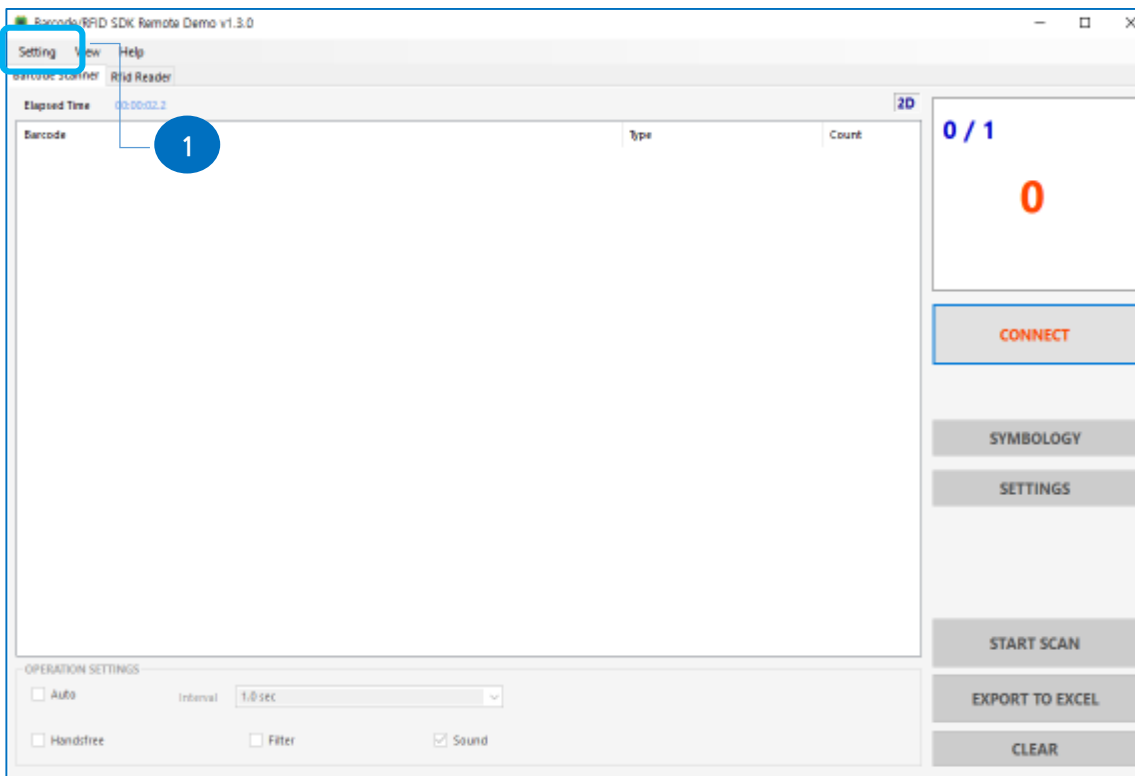 Barcode/RFID SDK Remote Demo v1.3.0
Setting View Help
Barcode Scanner Rfid Reader
Elapsed Time 00:00:02.2 2D
Barcode Type Count
1
0 / 1
0
CONNECT
SYMBOLOGY
SETTINGS
START SCAN
EXPORT TO EXCEL
CLEAR
OPERATION SETTINGS
Auto Interval 1.0 sec
Handsfree Filter Sound